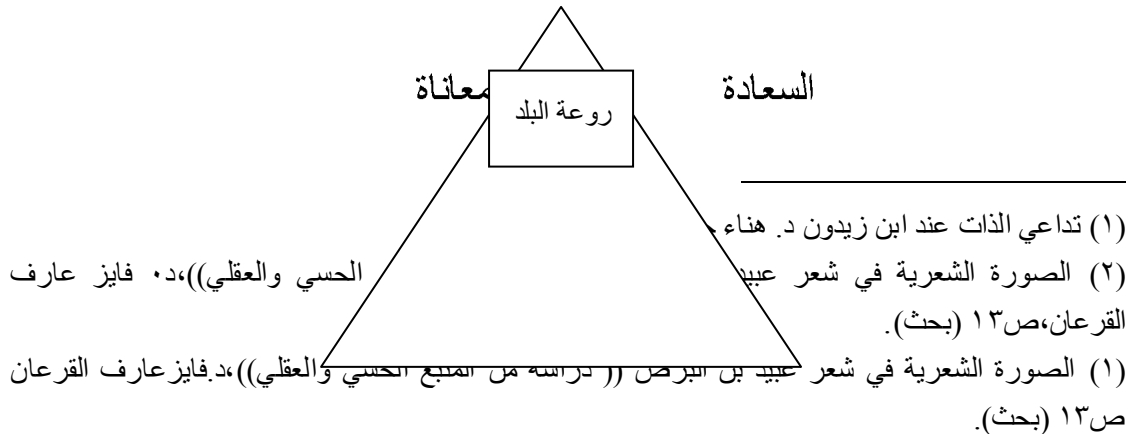 السعادة معاناة
روعة البلد
(١) تداعي الذات عند ابن زيدون د. هناء
(٢) الصورة الشعرية في شعر عبيد الحسي والعقلي))،د٠ فايز عارف
القرعان،ص١٣ (بحث).
(١) الصورة الشعرية في شعر عبيد بن البرص (( دراسة من المنبع الحسي والعقلي))،د.فايزعارف القرعان
ص١٣ (بحث).